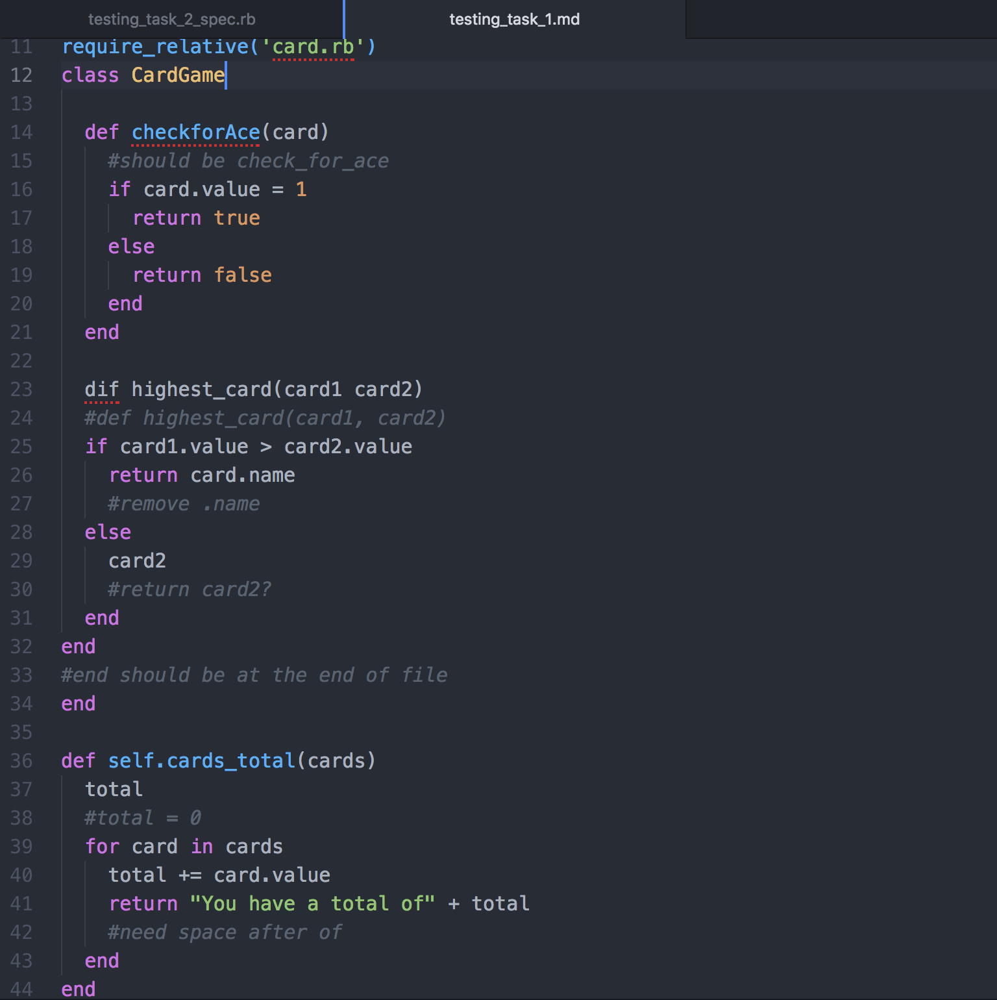 testing_task_2_spec.rb testing_task_1.md
11 require_relative('card.rb')
12 class CardGame
13
14 def checkforAce(card)
15 #should be check_for_ace
16 if card.value = 1
17 return true
18 else
19 return false
20 end
21 end
22
23 dif highest_card(card1 card2)
24 #def highest_card(card1, card2)
25 if card1.value > card2.value
26 return card.name
27 #remove .name
28 else
29 card2
30 #return card2?
31 end
32 end
33 #end should be at the end of file
34 end
35
36 def self.cards_total(cards)
37 total
38 #total = 0
39 for card in cards
40 total += card.value
41 return "You have a total of" + total
42 #need space after of
43 end
44 end